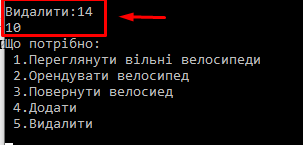 Видалити:14
10
Що потрібно:
1.Переглянути вільні велосипеди
2.Орендувати велосипед
3.Повернути велосиед
4.Додати
5.Видалити